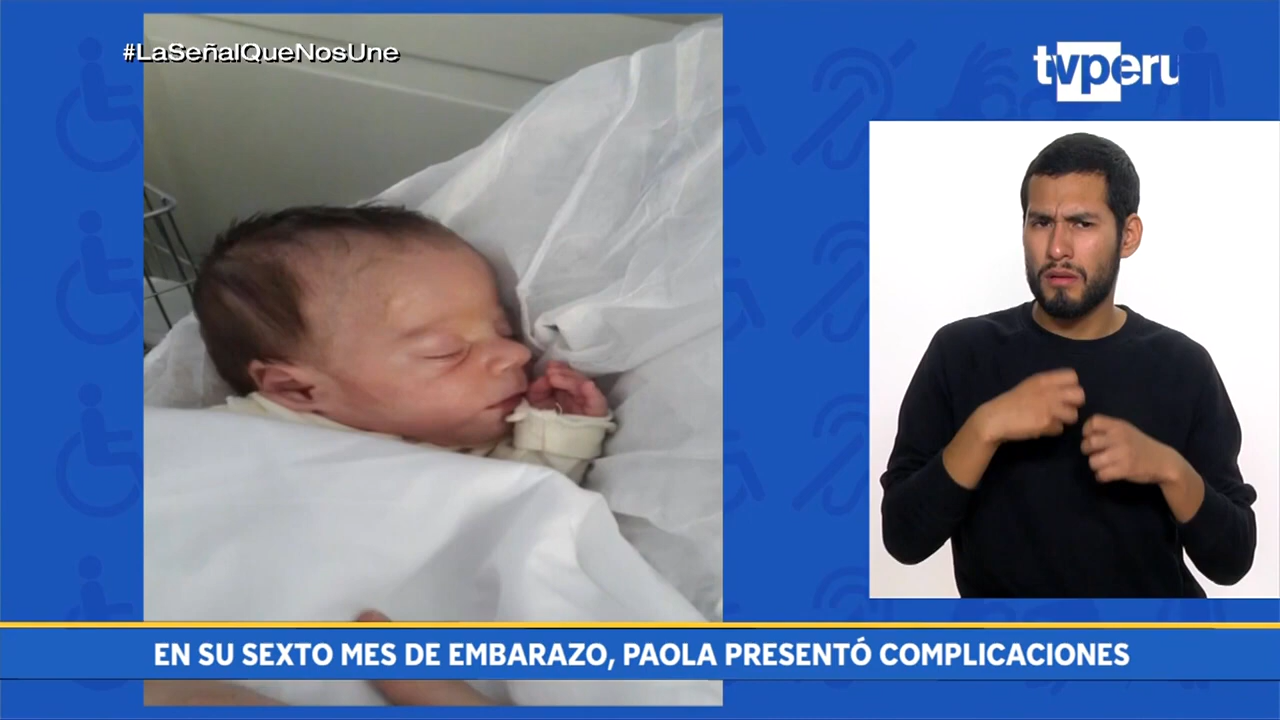 #LaSeñalQueNosUne
tvperu
EN SU SEXTO MES DE EMBARAZO, PAOLA PRESENTÓ COMPLICACIONES